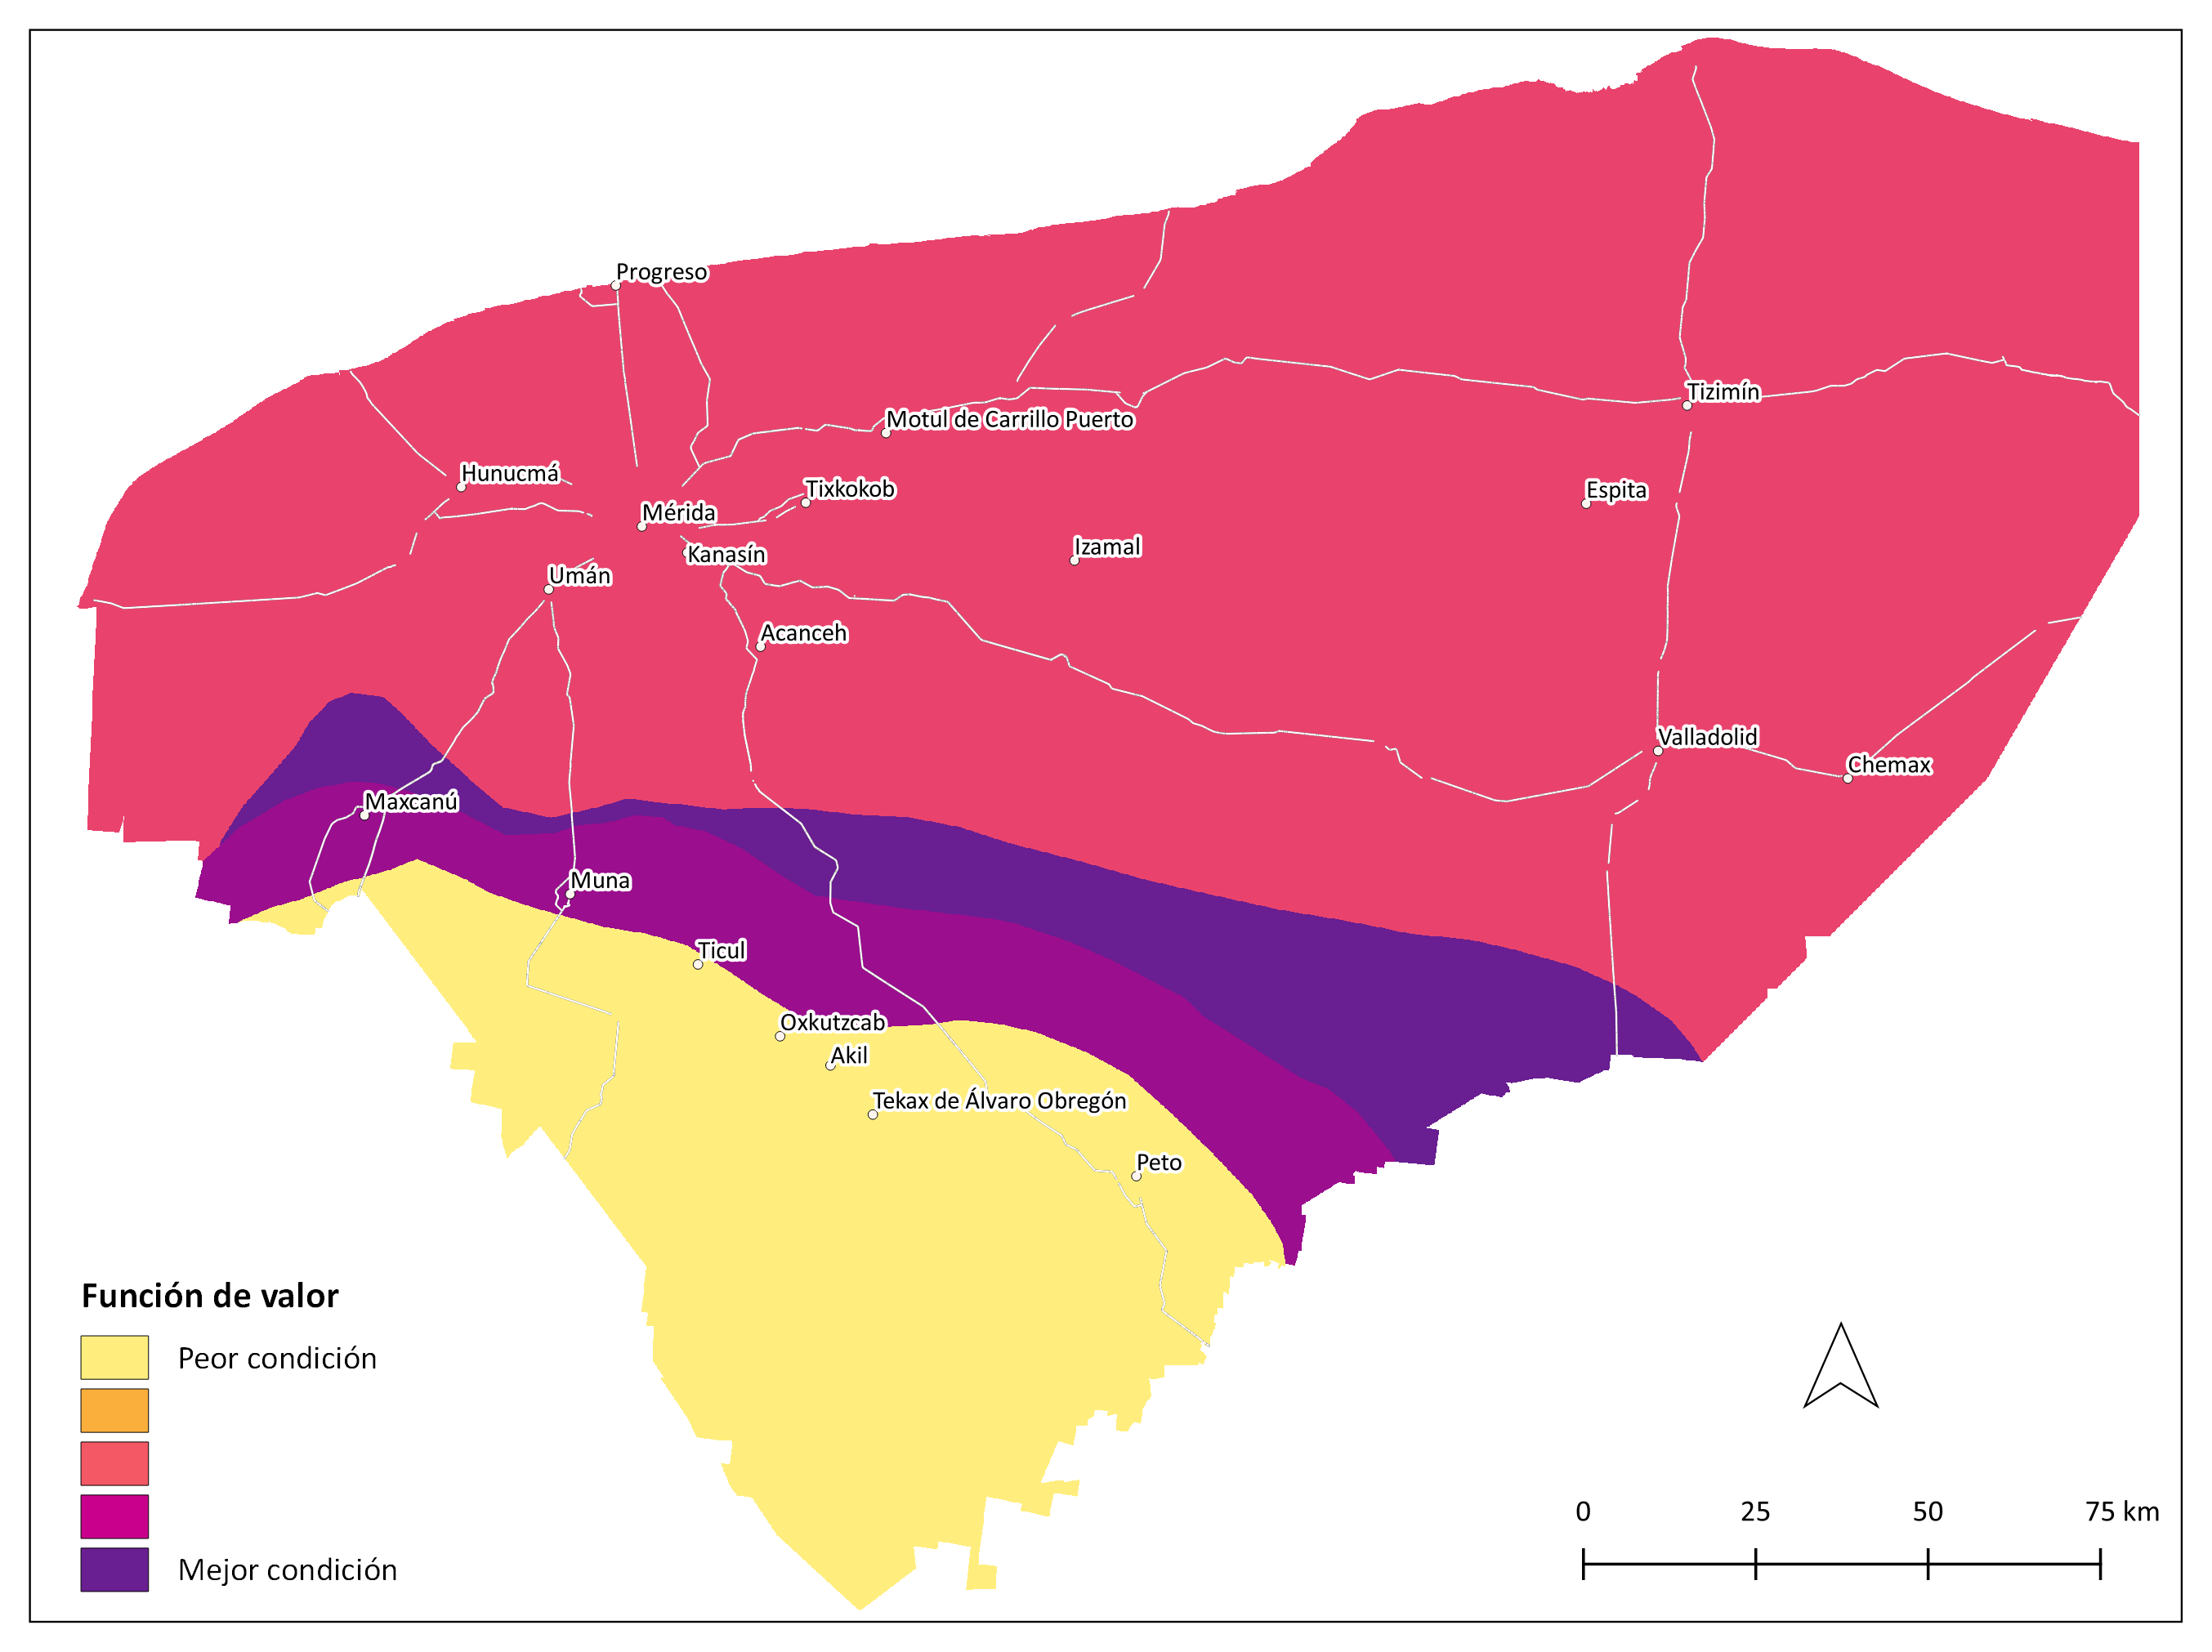 Progreso
Tizimín
Motul de Carrillo Puerto
Hunucmá
Tixkokob
Espita
Mérida
Izamal
Kanasín
Umán
Acanceh
Valladolid
Chemax
Maxcanú
Muna
Ticul
Oxkutzcab
Akil
Tekax de Álvaro Obregón
Peto
Función de valor
Peor condición
Mejor condición
0 25 50 75 km